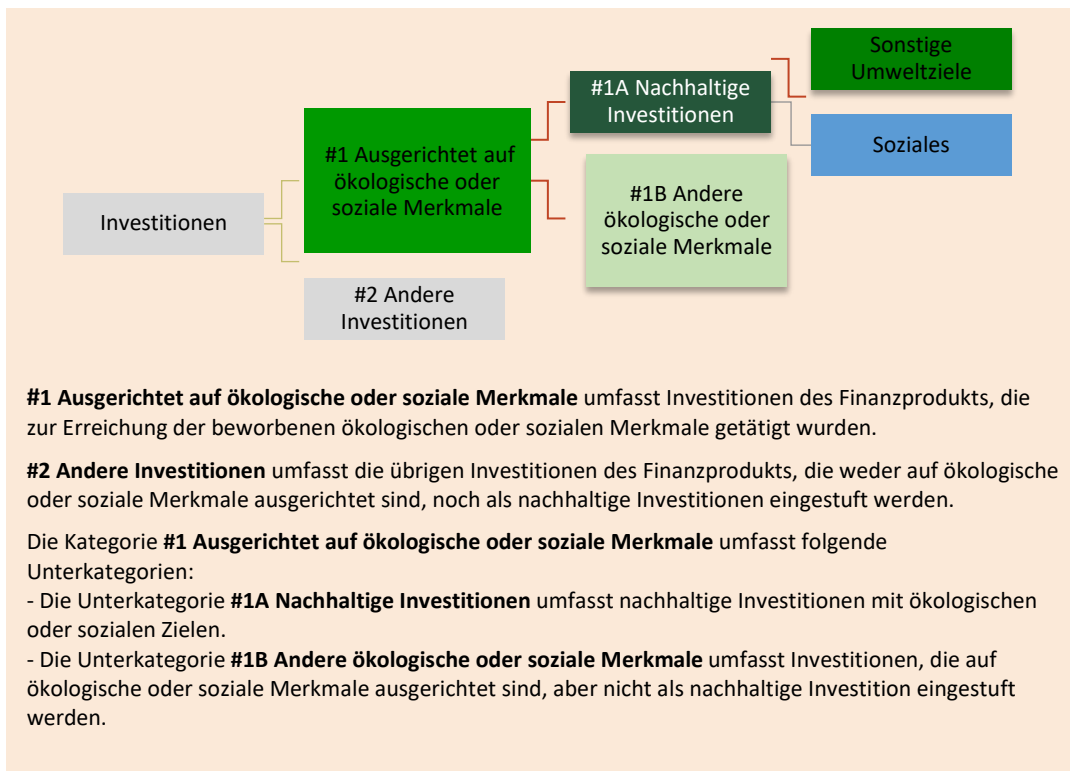 Sonstige
Umweltziele
#1A Nachhaltige
Investitionen
Soziales
#1 Ausgerichtet auf
ökologische oder
soziale Merkmale
#1B Andere
ökologische oder
soziale Merkmale
Investitionen
#2 Andere
Investitionen
#1 Ausgerichtet auf ökologische oder soziale Merkmale umfasst Investitionen des Finanzprodukts, die
zur Erreichung der beworbenen ökologischen oder sozialen Merkmale getätigt wurden.
#2 Andere Investitionen umfasst die übrigen Investitionen des Finanzprodukts, die weder auf ökologische
oder soziale Merkmale ausgerichtet sind, noch als nachhaltige Investitionen eingestuft werden.
Die Kategorie #1 Ausgerichtet auf ökologische oder soziale Merkmale umfasst folgende
Unterkategorien:
- Die Unterkategorie #1A Nachhaltige Investitionen umfasst nachhaltige Investitionen mit ökologischen
oder sozialen Zielen.
- Die Unterkategorie #1B Andere ökologische oder soziale Merkmale umfasst Investitionen, die auf
ökologische oder soziale Merkmale ausgerichtet sind, aber nicht als nachhaltige Investition eingestuft
werden.